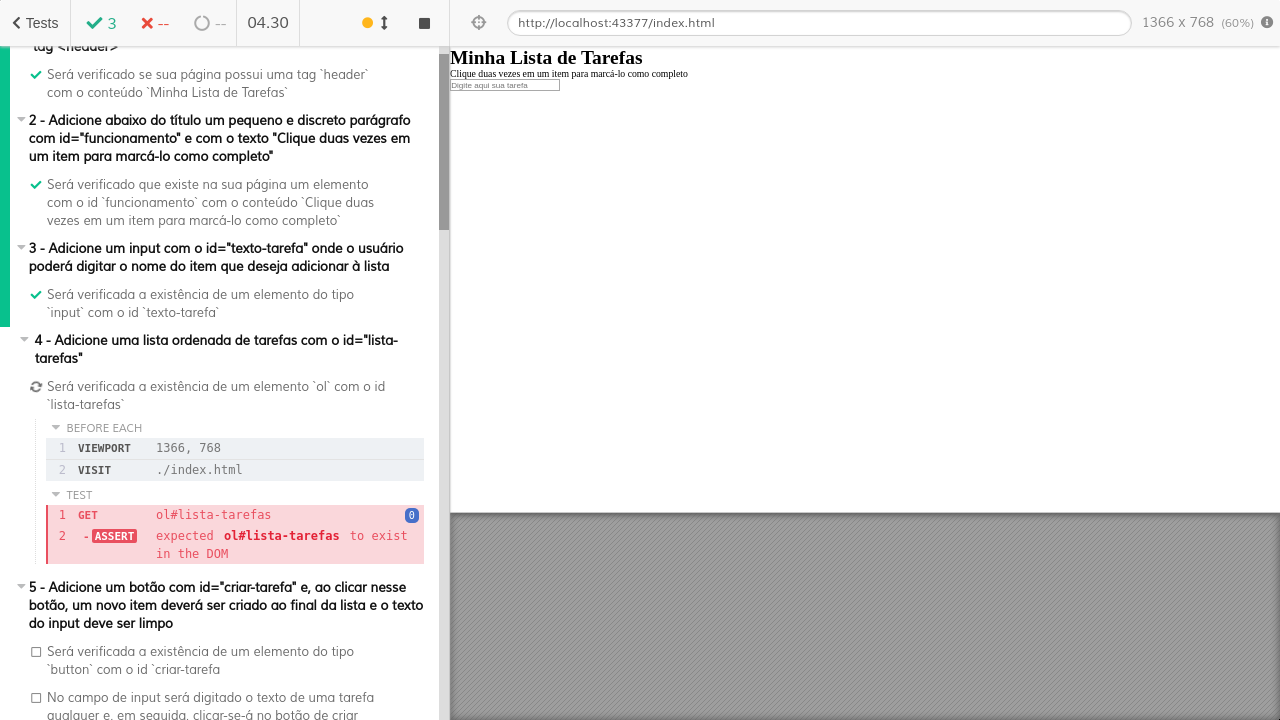 Tests
3
--
--
04.30
http://localhost:43377/index.html
1366 x 768 (60%)
tag <header>
Será verificado se sua página possui uma tag `header`
com o conteúdo `Minha Lista de Tarefas`
2 - Adicione abaixo do título um pequeno e discreto parágrafo
com id="funcionamento" e com o texto "Clique duas vezes em
um item para marcá-lo como completo"
Será verificado que existe na sua página um elemento
com o id `funcionamento` com o conteúdo `Clique duas
vezes em um item para marcá-lo como completo`
3 - Adicione um input com o id="texto-tarefa" onde o usuário
poderá digitar o nome do item que deseja adicionar à lista
Será verificada a existência de um elemento do tipo
`input` com o id `texto-tarefa`
4 - Adicione uma lista ordenada de tarefas com o id="lista-
tarefas"
Será verificada a existência de um elemento `ol` com o id
`lista-tarefas`
BEFORE EACH
1 VIEWPORT 1366, 768
2 VISIT ./index.html
TEST
1 GET ol#lista-tarefas 0
2 -ASSERT expected ol#lista-tarefas to exist
in the DOM
5 - Adicione um botão com id="criar-tarefa" e, ao clicar nesse
botão, um novo item deverá ser criado ao final da lista e o texto
do input deve ser limpo
Será verificada a existência de um elemento do tipo
`button` com o id `criar-tarefa
No campo de input será digitado o texto de uma tarefa
qualquer e, em seguida, clicar-se-á no botão de criar
Minha Lista de Tarefas
Clique duas vezes em um item para marcá-lo como completo
Digite aqui sua tarefa